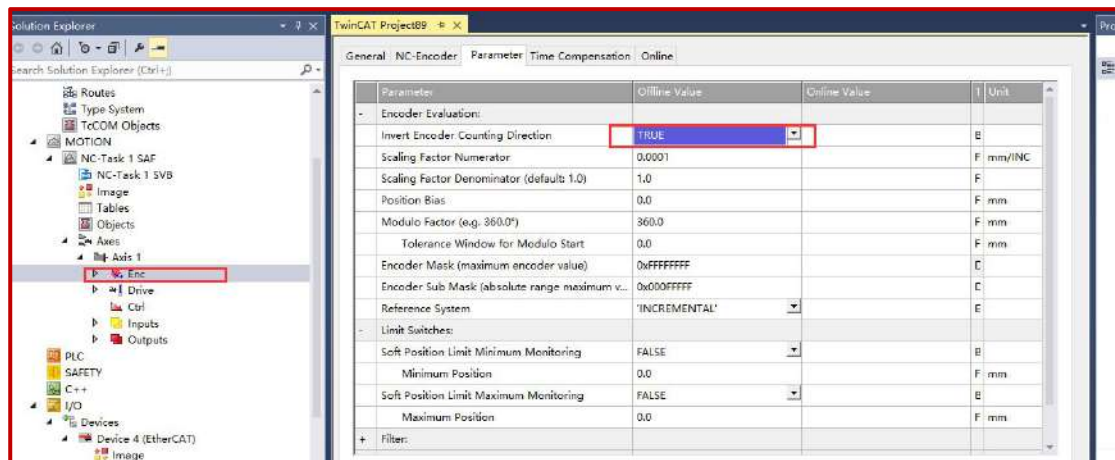 Solution Explorer
Search Solution Explorer (Ctrl+;)
Routes
Type System
TcCOM Objects
MOTION
NC-Task 1 SAF
NC-Task 1 SVB
Image
Tables
Objects
Axes
Axis 1
Enc
Drive
Ctrl
Inputs
Outputs
PLC
SAFETY
C++
I/O
Devices
Device 4 (EtherCAT)
Image
TwinCAT Project89
General NC-Encoder Parameter Time Compensation Online
Parameter Offline Value Online Value T Unit
- Encoder Evaluation:
Invert Encoder Counting Direction TRUE B
Scaling Factor Numerator 0.0001 F mm/INC
Scaling Factor Denominator (default: 1.0) 1.0 F
Position Bias 0.0 F mm
Modulo Factor (e.g. 360.0°) 360.0 F mm
Tolerance Window for Modulo Start 0.0 F mm
Encoder Mask (maximum encoder value) 0xFFFFFFFF D
Encoder Sub Mask (absolute range maximum v... 0x000FFFFF D
Reference System 'INCREMENTAL' E
- Limit Switches:
Soft Position Limit Minimum Monitoring FALSE B
Minimum Position 0.0 F mm
Soft Position Limit Maximum Monitoring FALSE B
Maximum Position 0.0 F mm
+ Filter:
Pro